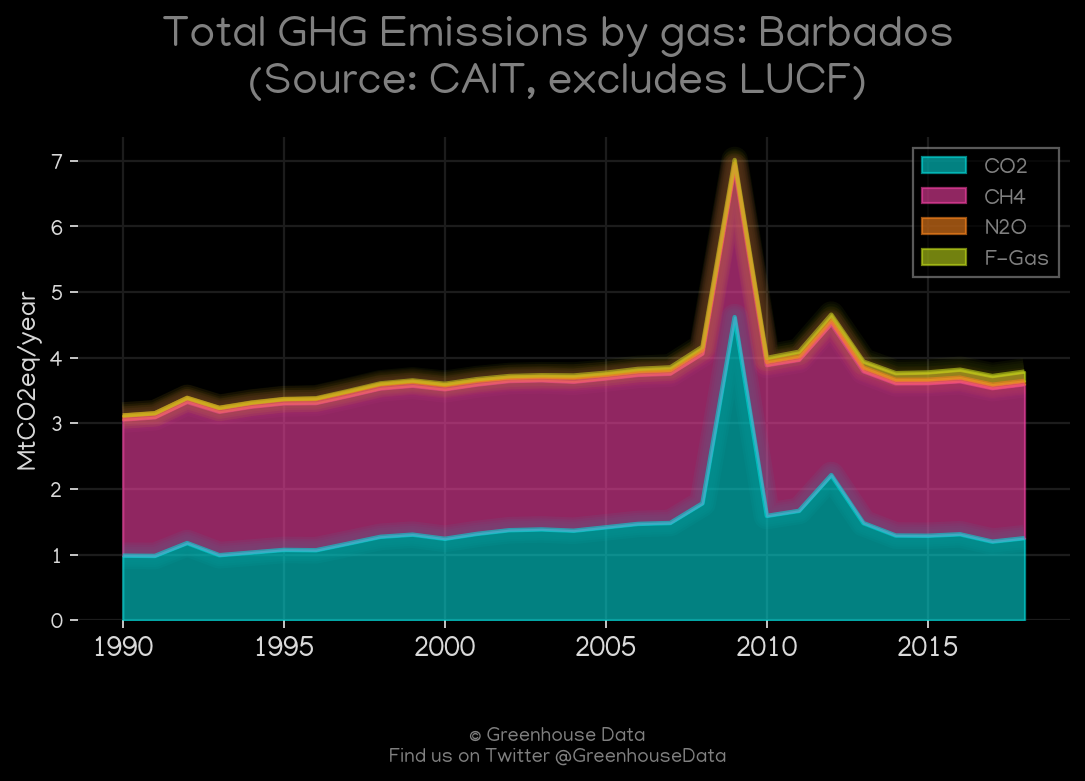 Total GHG Emissions by gas: Barbados
(Source: CAIT, excludes LUCF)
7
6
5
4
3
2
1
0
MtCO2eq/year
CO2
CH4
N2O
F-Gas
1990 1995 2000 2005 2010 2015
© Greenhouse Data
Find us on Twitter @GreenhouseData